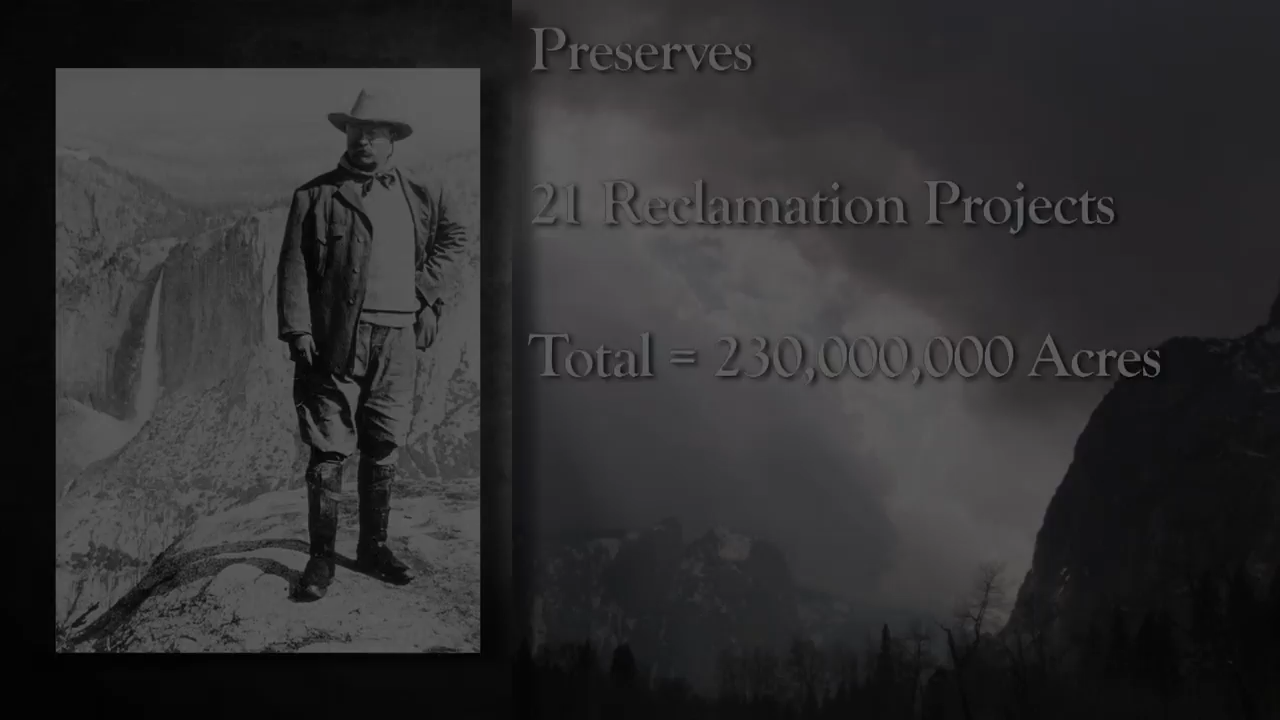 Preserves
21 Reclamation Projects
Total = 230,000,000 Acres